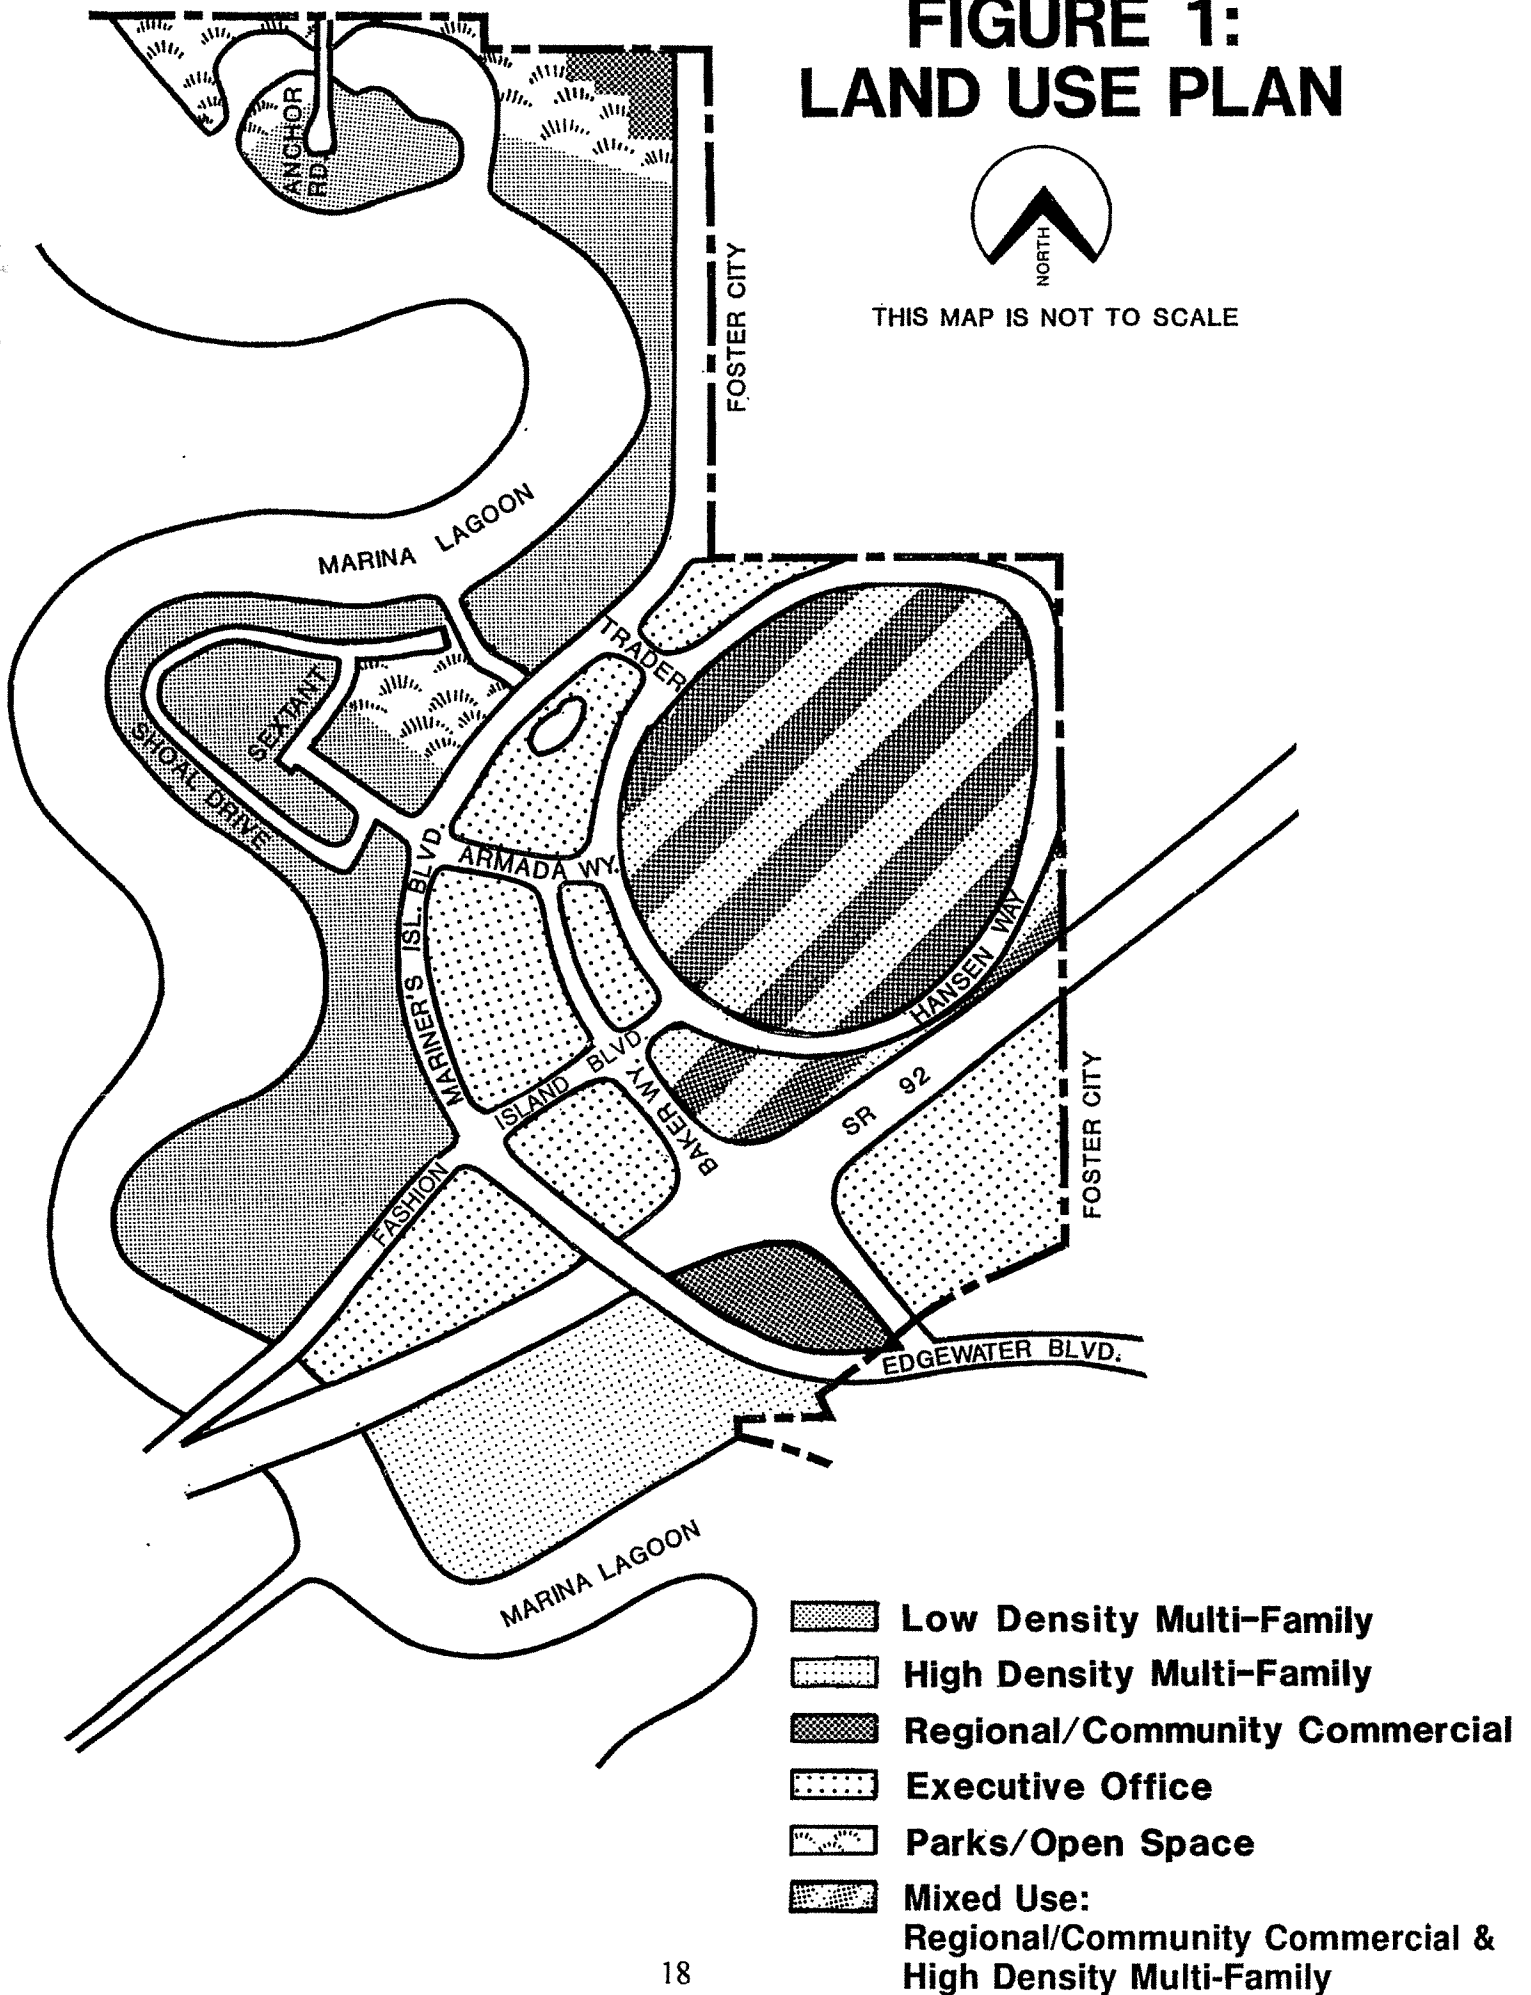 FIGURE 1:
LAND USE PLAN
NORTH
THIS MAP IS NOT TO SCALE
ANCHOR
RD.
FOSTER CITY
MARINA LAGOON
TRADER
SEXTANT
SHOAL DRIVE
MARINER'S ISL. BLVD.
ARMADA WY.
HANSEN WAY
ISLAND BLVD.
BAKER WY.
SR 92
FOSTER CITY
FASHION
EDGEWATER BLVD.
MARINA LAGOON
Low Density Multi-Family
High Density Multi-Family
Regional/Community Commercial
Executive Office
Parks/Open Space
Mixed Use:
Regional/Community Commercial &
High Density Multi-Family
18